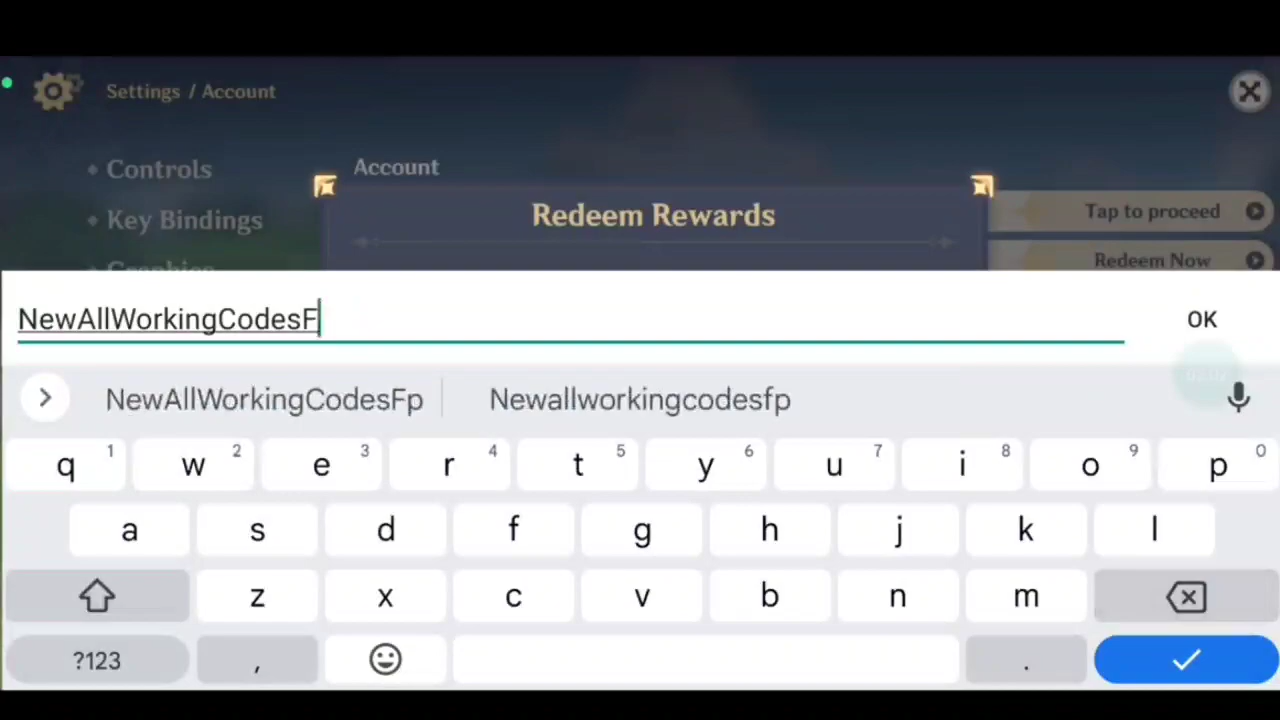 Settings / Account
Controls
Account
Key Bindings
Redeem Rewards
Tap to proceed
Graphics
Redeem Now
NewAllWorkingCodesF
OK
NewAllWorkingCodesFp
Newallworkingcodesfp
q 1 w 2 e 3 r 4 t 5 y 6 u 7 i 8 o 9 p 0
a s d f g h j k l
z x c v b n m
?123 , .